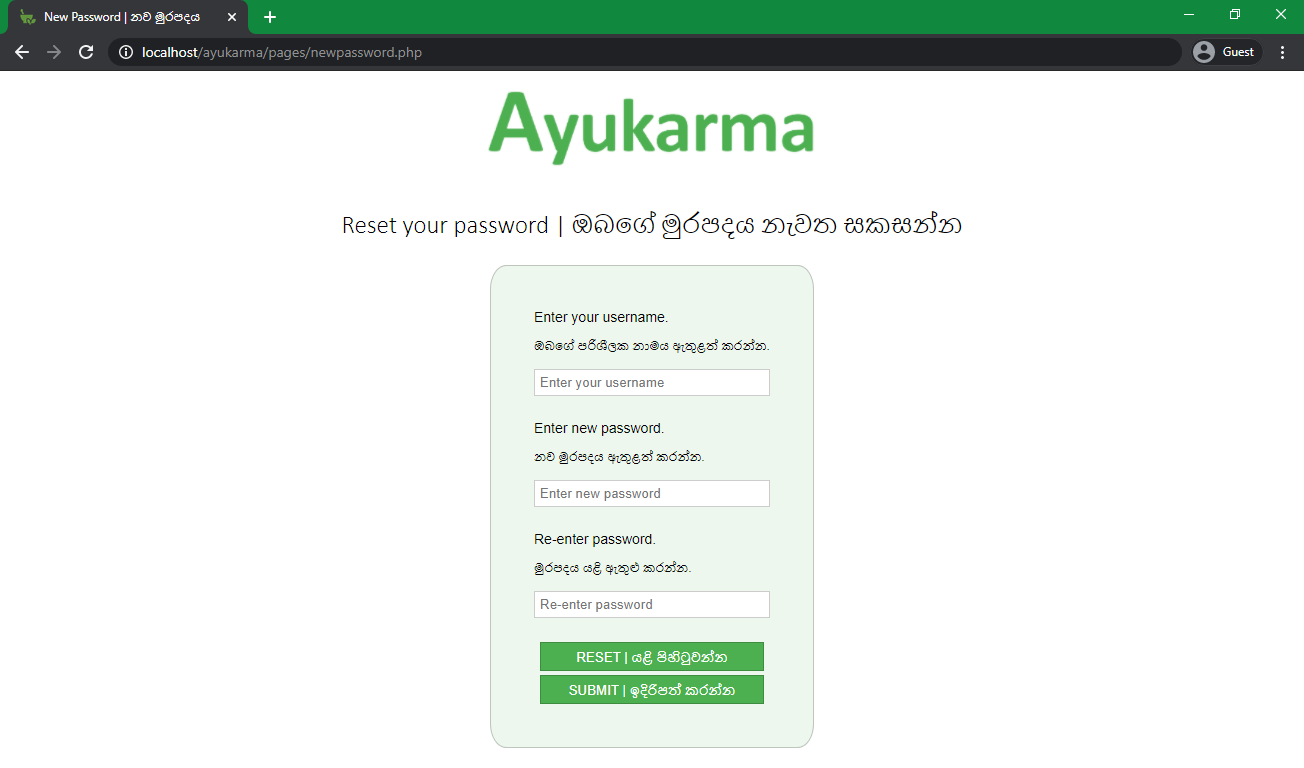 New Password | නව මුරපදය
localhost/ayukarma/pages/newpassword.php
Guest
Ayukarma
Reset your password | ඔබගේ මුරපදය නැවත සකසන්න
Enter your username.
ඔබගේ පරිශීලක නාමය ඇතුළත් කරන්න.
Enter your username
Enter new password.
නව මුරපදය ඇතුළත් කරන්න.
Enter new password
Re-enter password.
මුරපදය යළි ඇතුළු කරන්න.
Re-enter password
RESET | යළි පිහිටුවන්න
SUBMIT | ඉදිරිපත් කරන්න